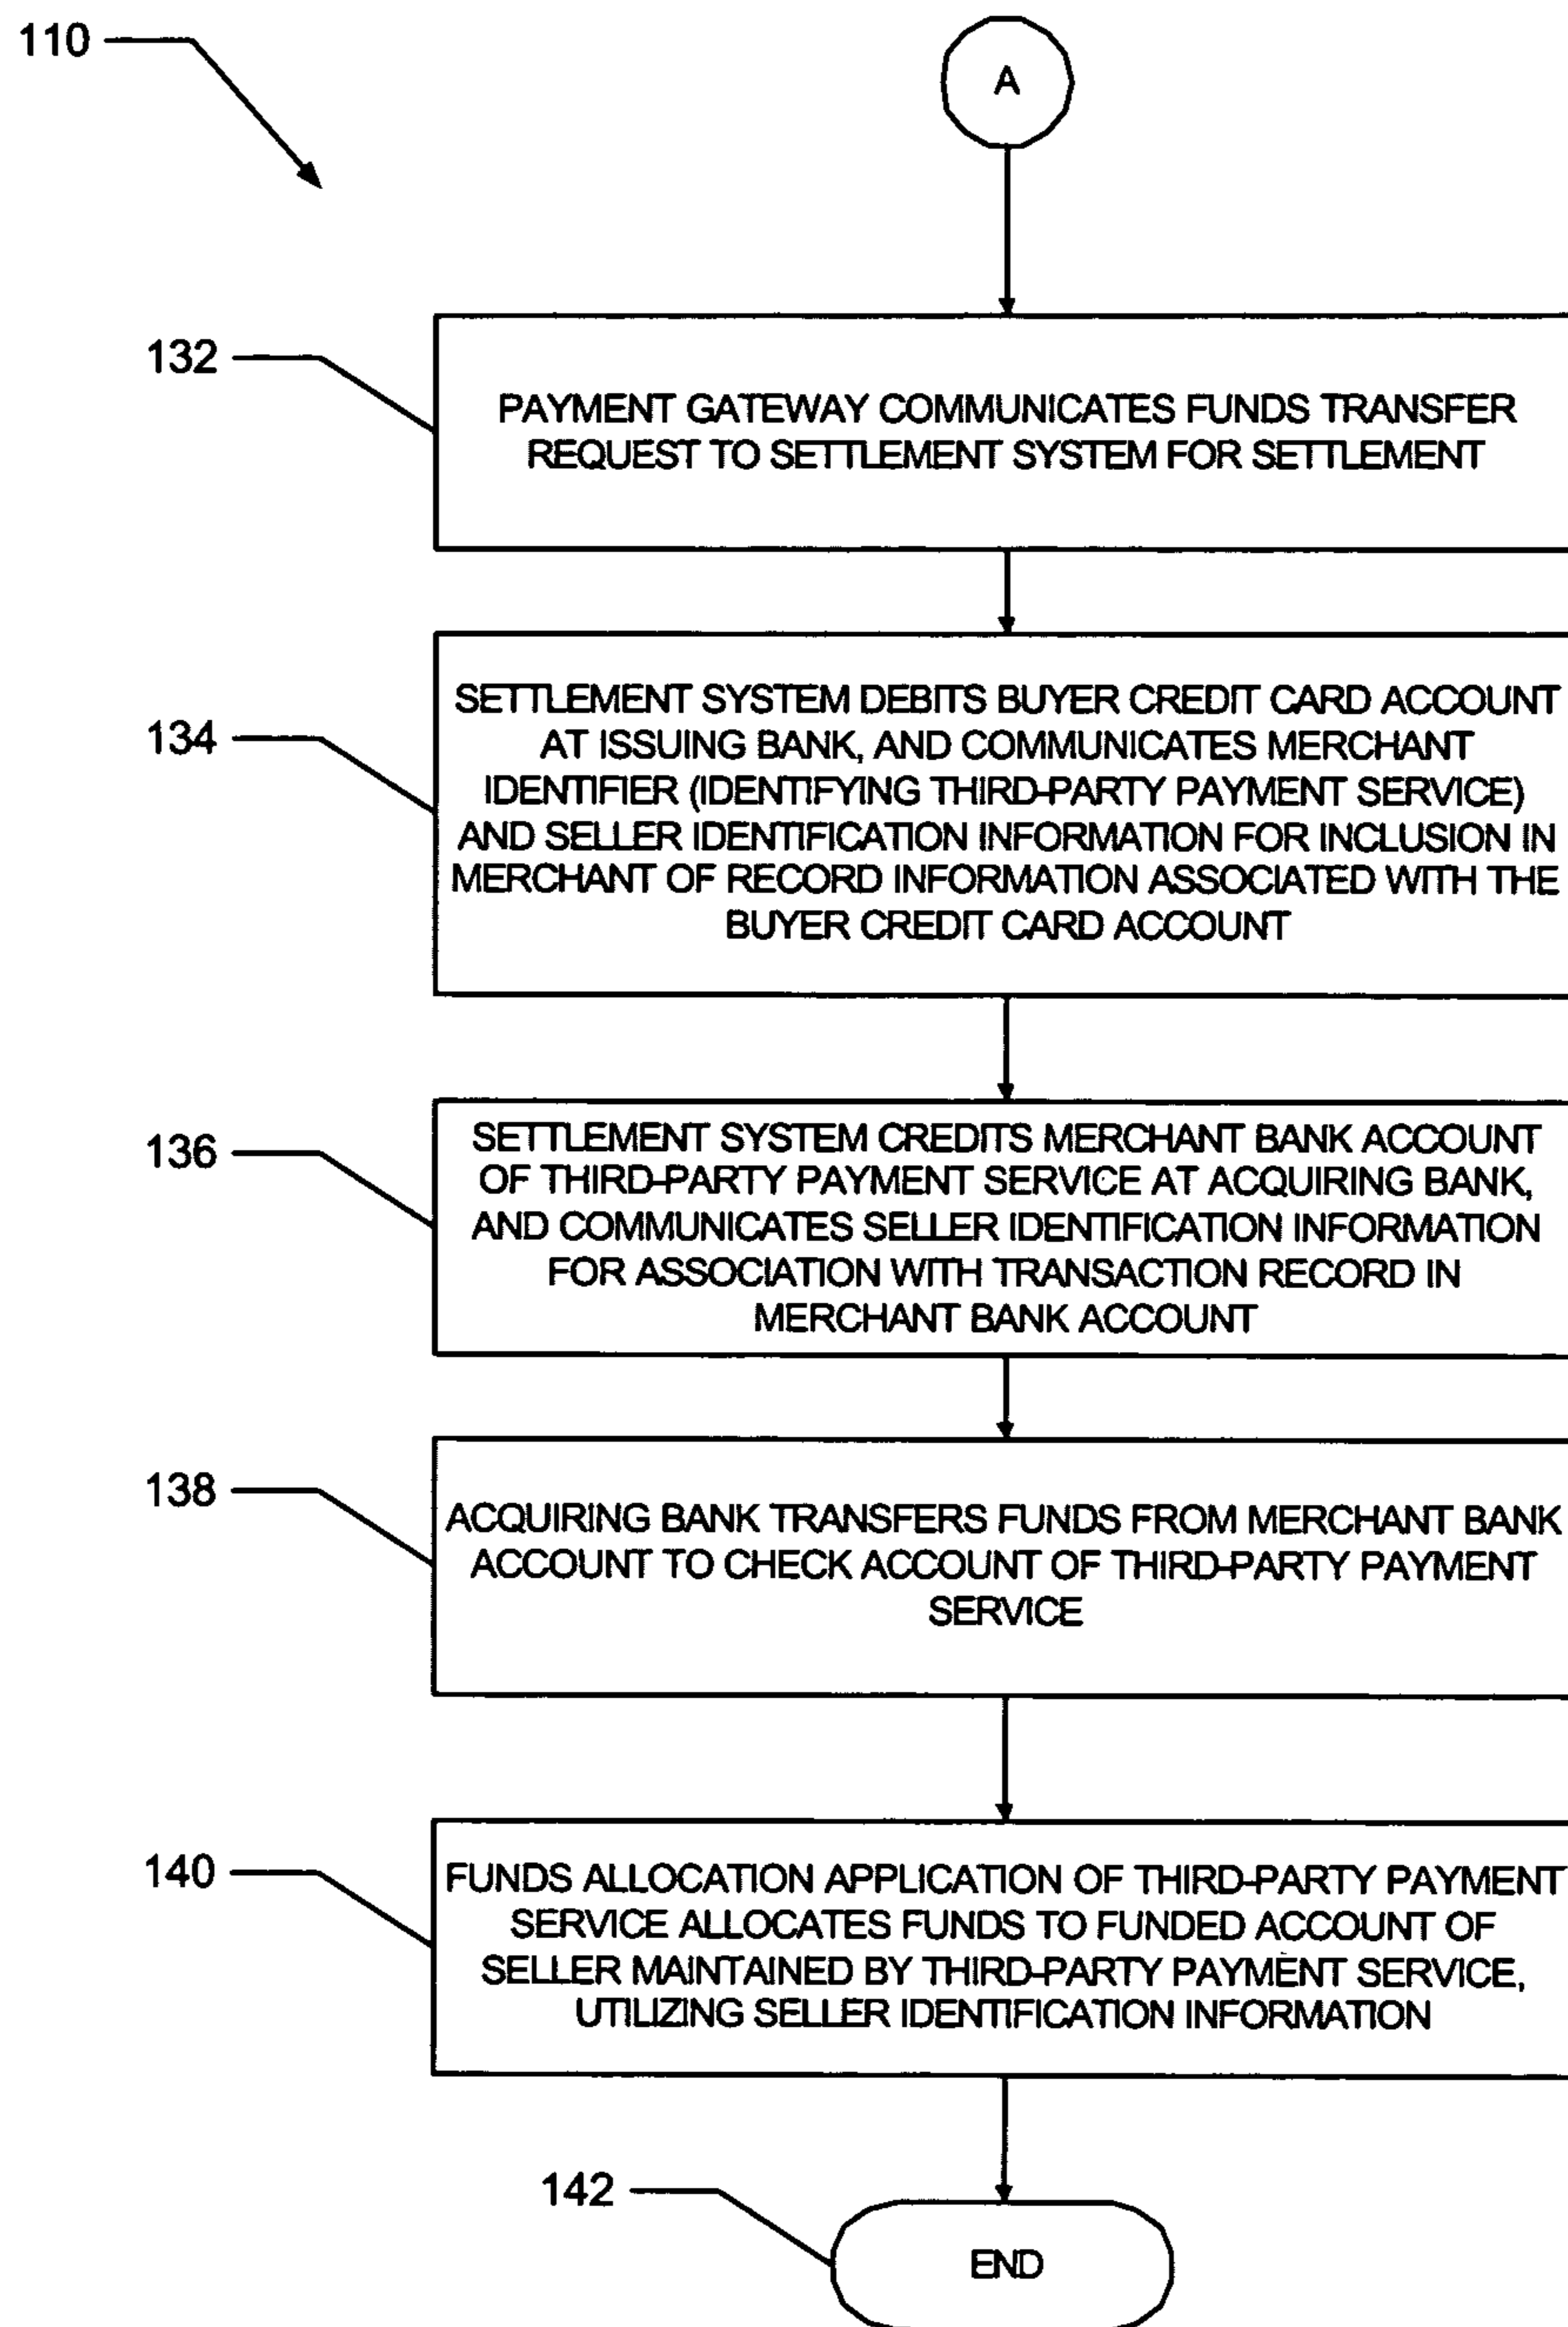 110
A
132
PAYMENT GATEWAY COMMUNICATES FUNDS TRANSFER
REQUEST TO SETTLEMENT SYSTEM FOR SETTLEMENT
134
SETTLEMENT SYSTEM DEBITS BUYER CREDIT CARD ACCOUNT
AT ISSUING BANK, AND COMMUNICATES MERCHANT
IDENTIFIER (IDENTIFYING THIRD-PARTY PAYMENT SERVICE)
AND SELLER IDENTIFICATION INFORMATION FOR INCLUSION IN
MERCHANT OF RECORD INFORMATION ASSOCIATED WITH THE
BUYER CREDIT CARD ACCOUNT
136
SETTLEMENT SYSTEM CREDITS MERCHANT BANK ACCOUNT
OF THIRD-PARTY PAYMENT SERVICE AT ACQUIRING BANK,
AND COMMUNICATES SELLER IDENTIFICATION INFORMATION
FOR ASSOCIATION WITH TRANSACTION RECORD IN
MERCHANT BANK ACCOUNT
138
ACQUIRING BANK TRANSFERS FUNDS FROM MERCHANT BANK
ACCOUNT TO CHECK ACCOUNT OF THIRD-PARTY PAYMENT
SERVICE
140
FUNDS ALLOCATION APPLICATION OF THIRD-PARTY PAYMENT
SERVICE ALLOCATES FUNDS TO FUNDED ACCOUNT OF
SELLER MAINTAINED BY THIRD-PARTY PAYMENT SERVICE,
UTILIZING SELLER IDENTIFICATION INFORMATION
142
END